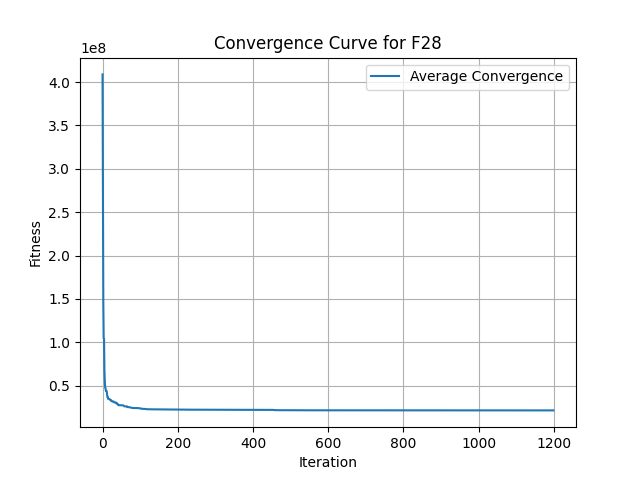 Convergence Curve for F28
1e8
Average Convergence
4.0
3.5
3.0
2.5
2.0
1.5
1.0
0.5
Fitness
0 200 400 600 800 1000 1200
Iteration